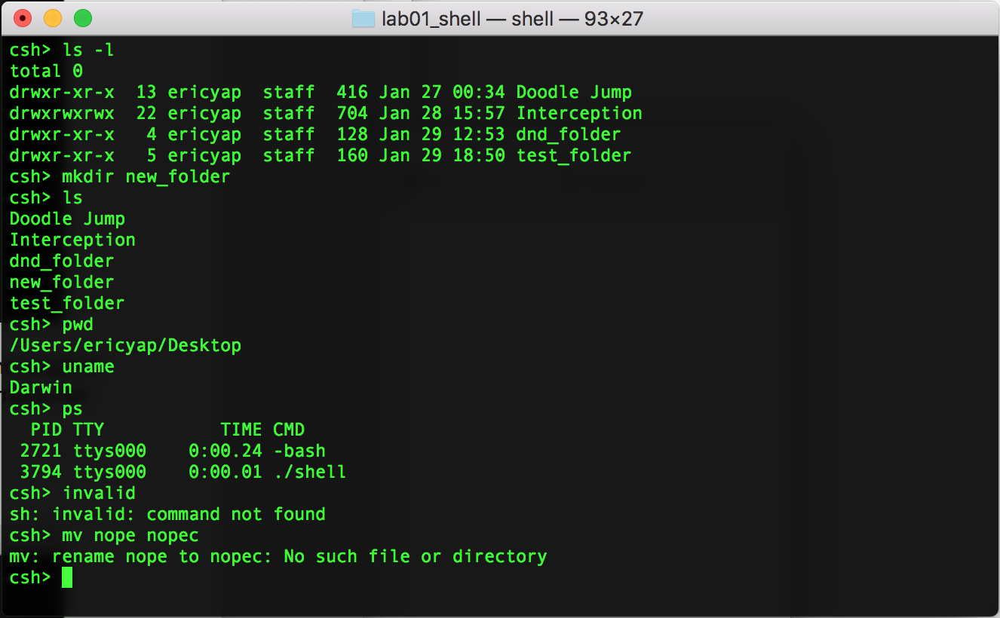 lab01_shell — shell — 93×27
csh> ls -l
total 0
drwxr-xr-x  13 ericyap  staff  416 Jan 27 00:34 Doodle Jump
drwxrwxrwx  22 ericyap  staff  704 Jan 28 15:57 Interception
drwxr-xr-x   4 ericyap  staff  128 Jan 29 12:53 dnd_folder
drwxr-xr-x   5 ericyap  staff  160 Jan 29 18:50 test_folder
csh> mkdir new_folder
csh> ls
Doodle Jump
Interception
dnd_folder
new_folder
test_folder
csh> pwd
/Users/ericyap/Desktop
csh> uname
Darwin
csh> ps
  PID TTY           TIME CMD
 2721 ttys000    0:00.24 -bash
 3794 ttys000    0:00.01 ./shell
csh> invalid
sh: invalid: command not found
csh> mv nope nopec
mv: rename nope to nopec: No such file or directory
csh>